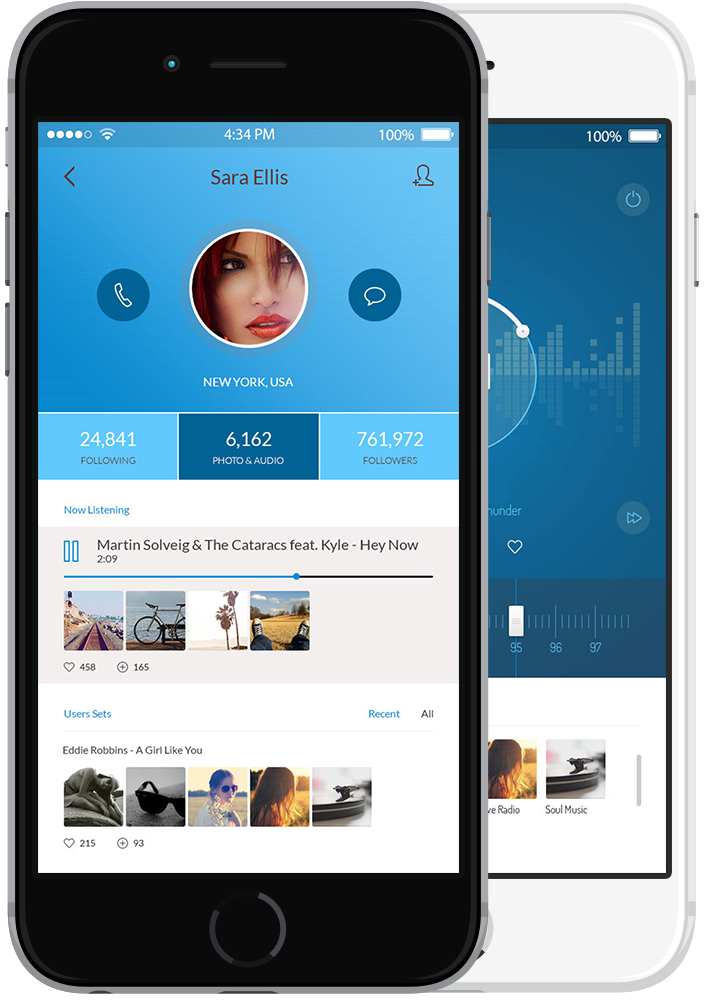 4:34 PM
100%
Sara Ellis
NEW YORK, USA
24,841
FOLLOWING
6,162
PHOTO & AUDIO
761,972
FOLLOWERS
Now Listening
Martin Solveig & The Cataracs feat. Kyle - Hey Now
2:09
458
165
Users Sets
Recent
All
Eddie Robbins - A Girl Like You
215
93
100%
hunder
95
96
97
ve Radio
Soul Music